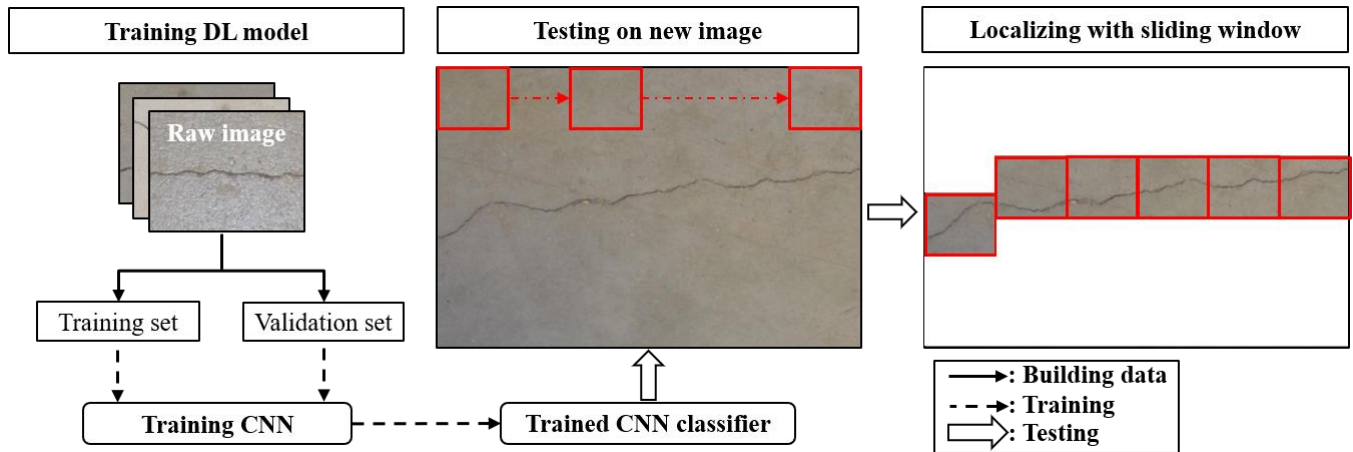 Training DL model
Testing on new image
Localizing with sliding window
Raw image
Training set
Validation set
Training CNN
Trained CNN classifier
: Building data
: Training
: Testing